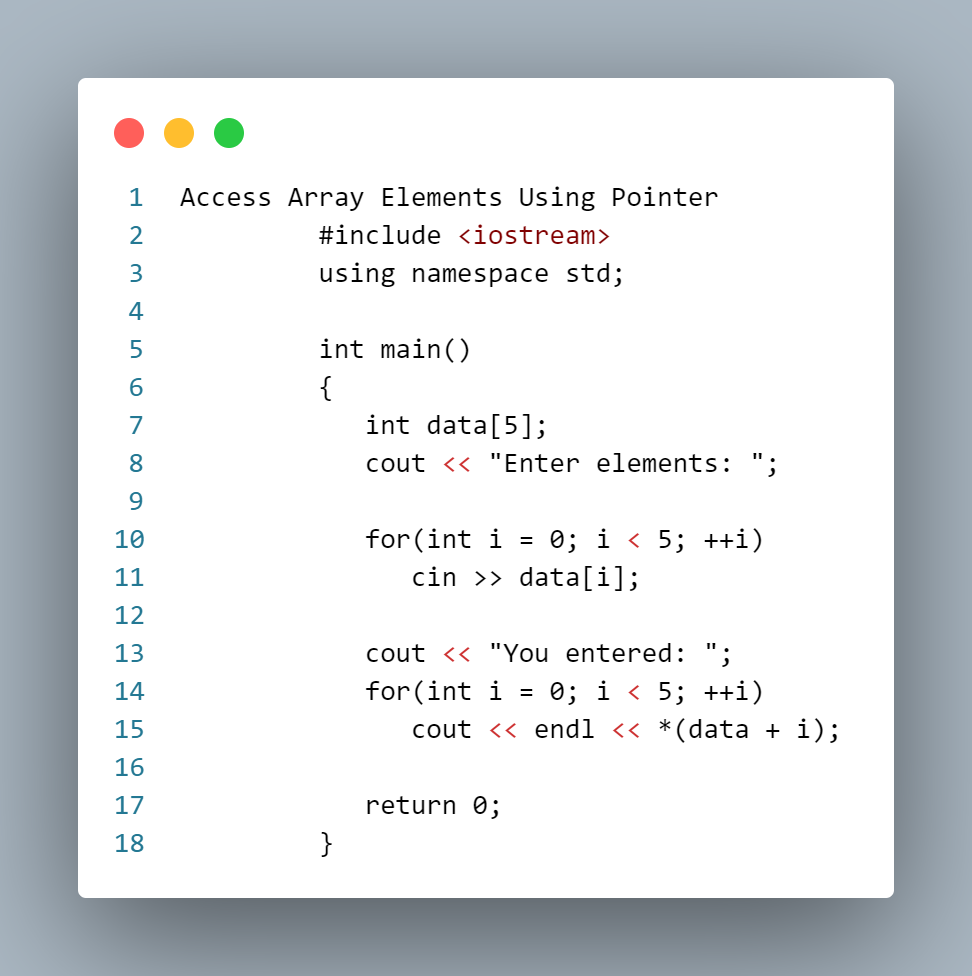 1 Access Array Elements Using Pointer
2 #include <iostream>
3 using namespace std;
4
5 int main()
6 {
7 int data[5];
8 cout << "Enter elements: ";
9
10 for(int i = 0; i < 5; ++i)
11 cin >> data[i];
12
13 cout << "You entered: ";
14 for(int i = 0; i < 5; ++i)
15 cout << endl << *(data + i);
16
17 return 0;
18 }